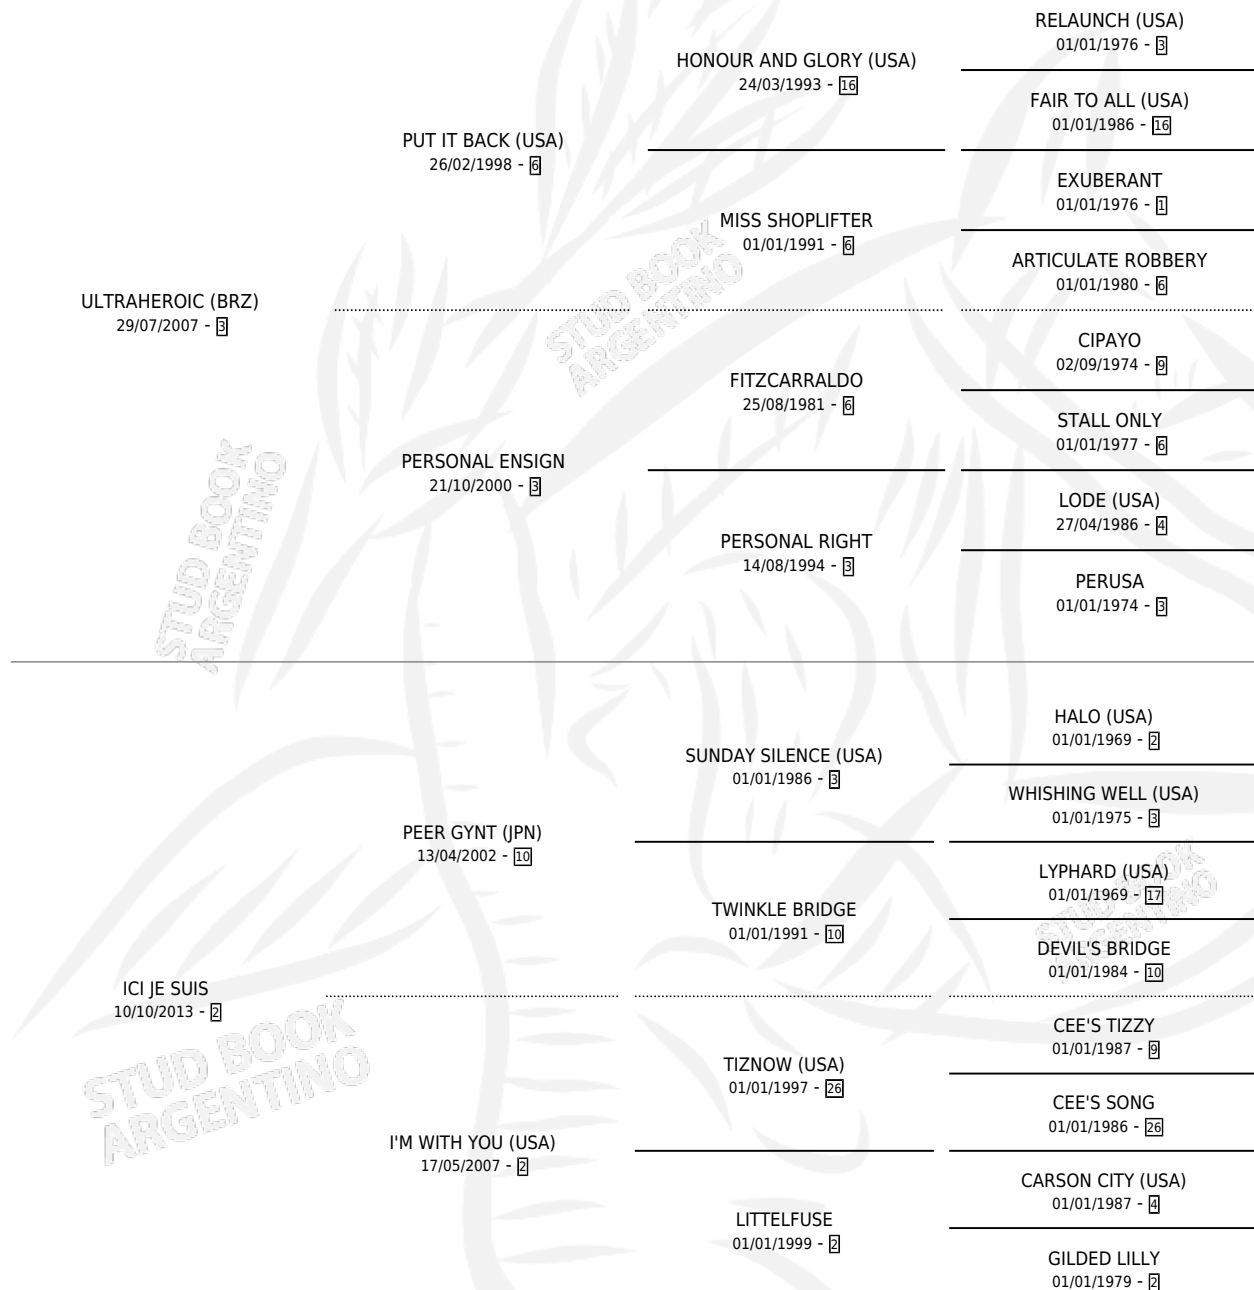 RELAUNCH (USA)
01/01/1976 - 3
HONOUR AND GLORY (USA)
24/03/1993 - 16
FAIR TO ALL (USA)
01/01/1986 - 16
PUT IT BACK (USA)
26/02/1998 - 6
EXUBERANT
01/01/1976 - 1
MISS SHOPLIFTER
01/01/1991 - 6
ARTICULATE ROBBERY
01/01/1980 - 6
ULTRAHEROIC (BRZ)
29/07/2007 - 3
STUD BOOK
ARGENTINO
CIPAYO
02/09/1974 - 9
FITZCARRALDO
25/08/1981 - 6
STALL ONLY
01/01/1977 - 6
PERSONAL ENSIGN
21/10/2000 - 3
LODE (USA)
27/04/1986 - 4
PERSONAL RIGHT
14/08/1994 - 3
PERUSA
01/01/1974 - 3
STUD BOOK
ARGENTINO
HALO (USA)
01/01/1969 - 2
SUNDAY SILENCE (USA)
01/01/1986 - 3
WHISHING WELL (USA)
01/01/1975 - 3
PEER GYNT (JPN)
13/04/2002 - 10
LYPHARD (USA)
01/01/1969 - 17
STUD BOOK
ARGENTINO
TWINKLE BRIDGE
01/01/1991 - 10
DEVIL'S BRIDGE
01/01/1984 - 10
ICI JE SUIS
10/10/2013 - 2
STUD BOOK
ARGENTINO
CEE'S TIZZY
01/01/1987 - 9
TIZNOW (USA)
01/01/1997 - 26
CEE'S SONG
01/01/1986 - 26
I'M WITH YOU (USA)
17/05/2007 - 2
CARSON CITY (USA)
01/01/1987 - 4
LITTELFUSE
01/01/1999 - 2
GILDED LILLY
01/01/1979 - 2